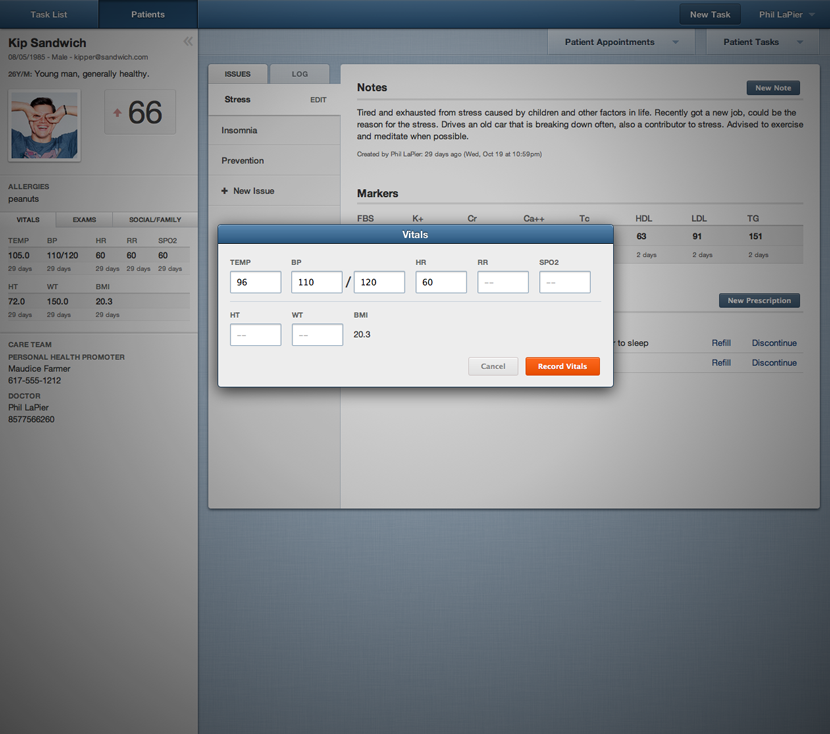 Task List
Patients
New Task
Phil LaPier
Kip Sandwich
08/05/1985 - Male - kipper@sandwich.com
26Y/M: Young man, generally healthy.
66
ALLERGIES
peanuts
VITALS EXAMS SOCIAL/FAMILY
TEMP BP HR RR SPO2
105.0 110/120 60 60 60
29 days 29 days 29 days 29 days 29 days
HT WT BMI
72.0 150.0 20.3
29 days 29 days 29 days
CARE TEAM
PERSONAL HEALTH PROMOTER
Maudice Farmer
617-555-1212
DOCTOR
Phil LaPier
8577566260
Patient Appointments
Patient Tasks
ISSUES LOG
Stress EDIT
Insomnia
Prevention
+ New Issue
Notes
New Note
Tired and exhausted from stress caused by children and other factors in life. Recently got a new job, could be the
reason for the stress. Drives an old car that is breaking down often, also a contributor to stress. Advised to exercise
and meditate when possible.
Created by Phil LaPier: 29 days ago (Wed, Oct 19 at 10:59pm)
Markers
FBS K+ Cr Ca++ Tc HDL LDL TG
63 91 151
2 days 2 days 2 days
New Prescription
to sleep Refill Discontinue
Refill Discontinue
Vitals
TEMP BP HR RR SPO2
96 110 / 120 60 -- --
HT WT BMI
-- -- 20.3
Cancel Record Vitals